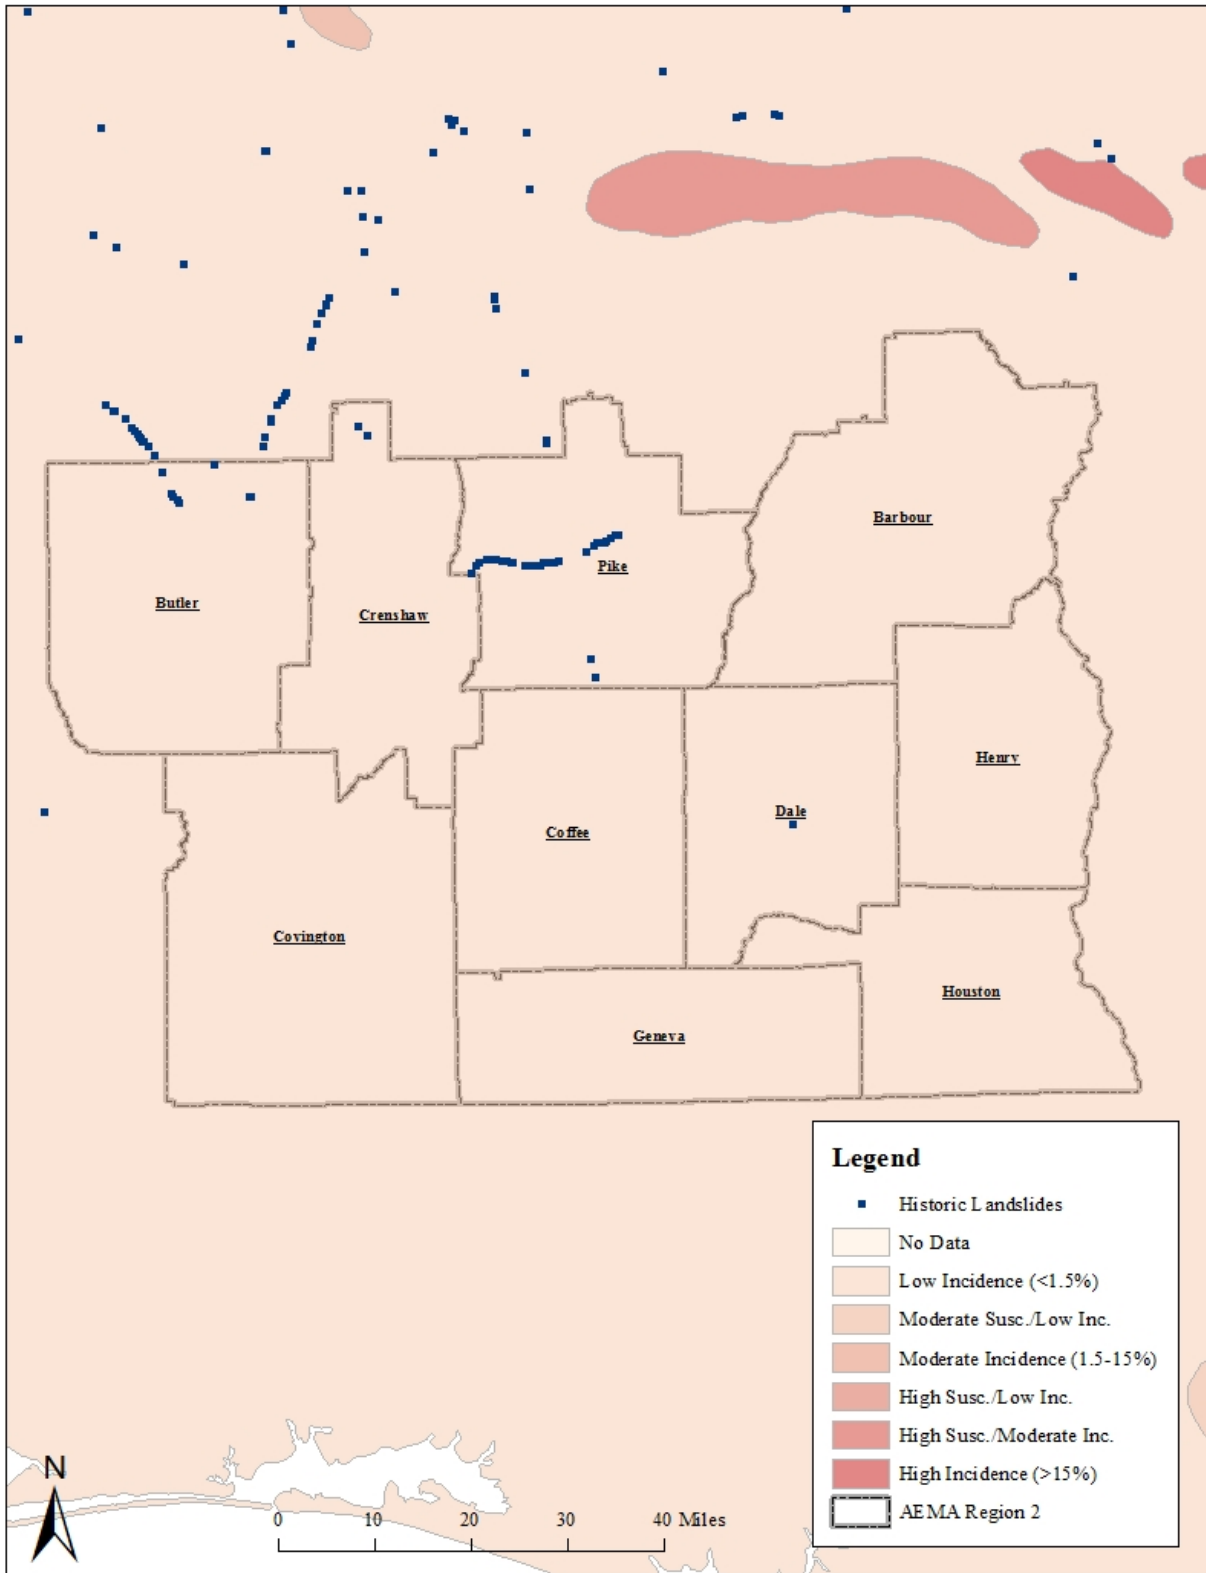 Barbour
Pike
Butler
Crenshaw
Henry
Dale
Coffee
Covington
Houston
Geneva
Legend
Historic Landslides
No Data
Low Incidence (<1.5%)
Moderate Susc./Low Inc.
Moderate Incidence (1.5-15%)
High Susc./Low Inc.
High Susc./Moderate Inc.
High Incidence (>15%)
AEMA Region 2
N
0 10 20 30 40 Miles